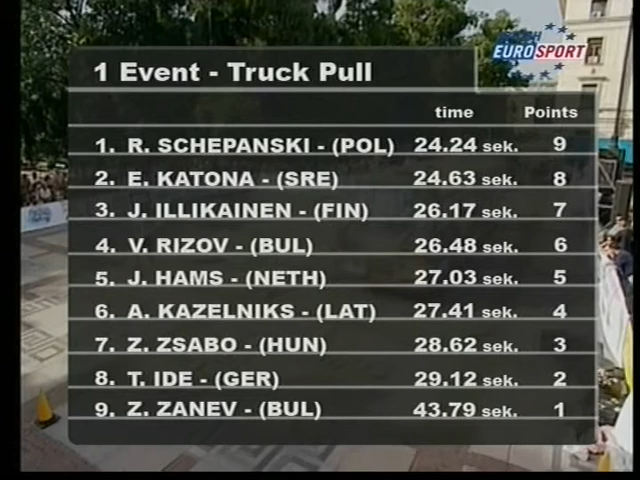 BRITISH
EUROSPORT
1 Event - Truck Pull
time Points
1. R. SCHEPANSKI - (POL) 24.24 sek. 9
2. E. KATONA - (SRE) 24.63 sek. 8
3. J. ILLIKAINEN - (FIN) 26.17 sek. 7
4. V. RIZOV - (BUL) 26.48 sek. 6
5. J. HAMS - (NETH) 27.03 sek. 5
6. A. KAZELNIKS - (LAT) 27.41 sek. 4
7. Z. ZSABO - (HUN) 28.62 sek. 3
8. T. IDE - (GER) 29.12 sek. 2
9. Z. ZANEV - (BUL) 43.79 sek. 1